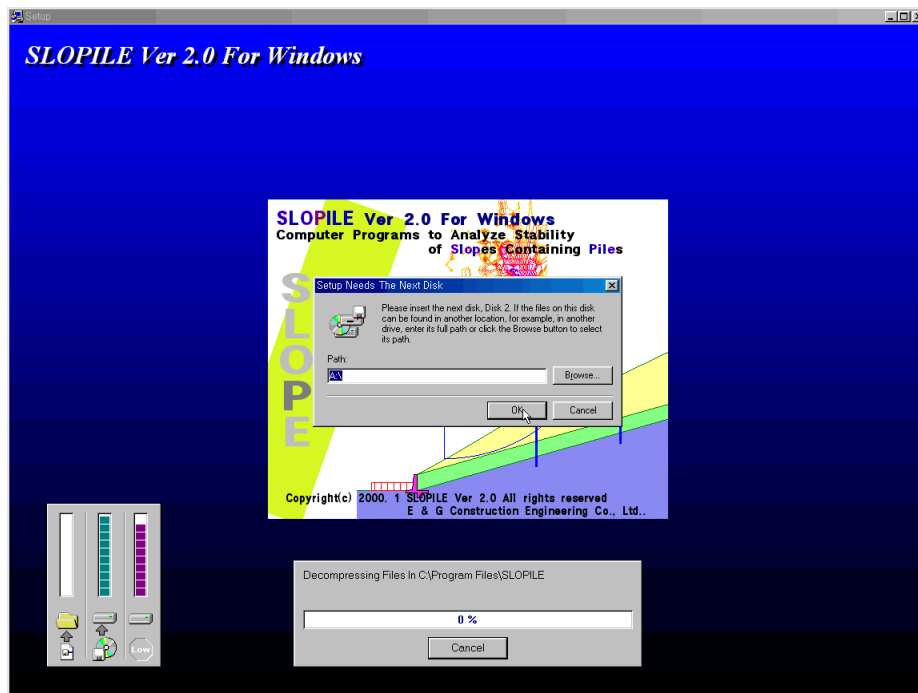 Setup
SLOPILE Ver 2.0 For Windows
SLOPILE Ver 2.0 For Windows
Computer Programs to Analyze Stability
of Slopes Containing Piles
SLOPE
Setup Needs The Next Disk
Please insert the next disk, Disk 2. If the files on this disk
can be found in another location, for example, in another
drive, enter its full path or click the Browse button to select
its path.
Path:
A:\
Browse...
OK
Cancel
Copyright(c) 2000. 1 SLOPILE Ver 2.0 All rights reserved
E & G Construction Engineering Co., Ltd..
Decompressing Files In C:\Program Files\SLOPILE
0 %
Cancel
Low